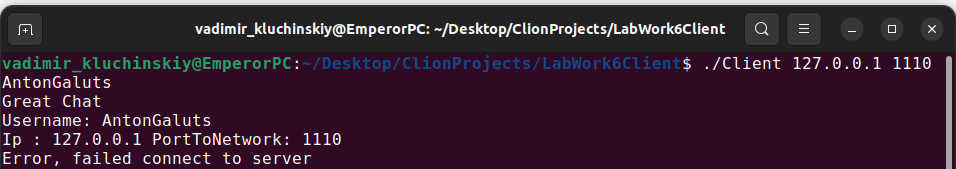 vadimir_kluchinskiy@EmperorPC: ~/Desktop/ClionProjects/LabWork6Client
vadimir_kluchinskiy@EmperorPC:~/Desktop/ClionProjects/LabWork6Client$ ./Client 127.0.0.1 1110
AntonGaluts
Great Chat
Username: AntonGaluts
Ip : 127.0.0.1 PortToNetwork: 1110
Error, failed connect to server